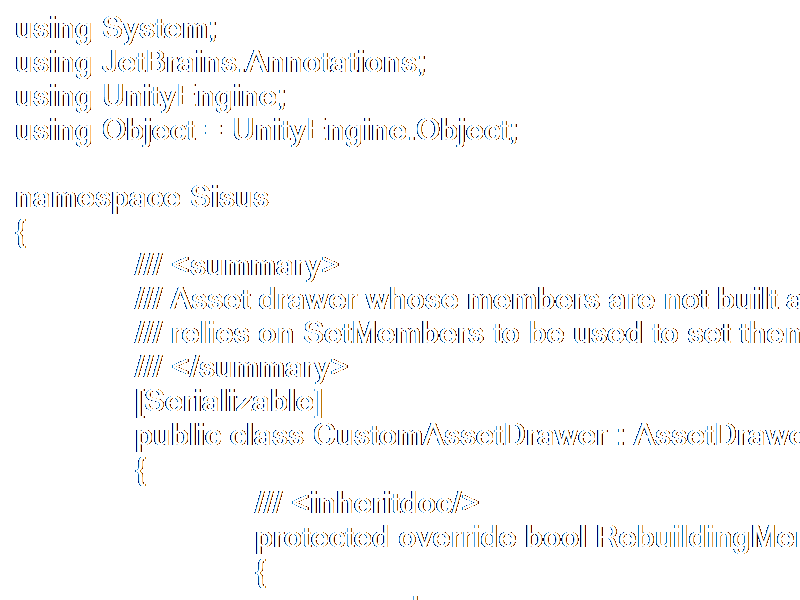 using System;
using JetBrains.Annotations;
using UnityEngine;
using Object = UnityEngine.Object;
namespace Sisus
{
/// <summary>
/// Asset drawer whose members are not built a
/// relies on SetMembers to be used to set them
/// </summary>
[Serializable]
public class CustomAssetDrawer : AssetDrawe
{
/// <inheritdoc/>
protected override bool RebuildingMe
{